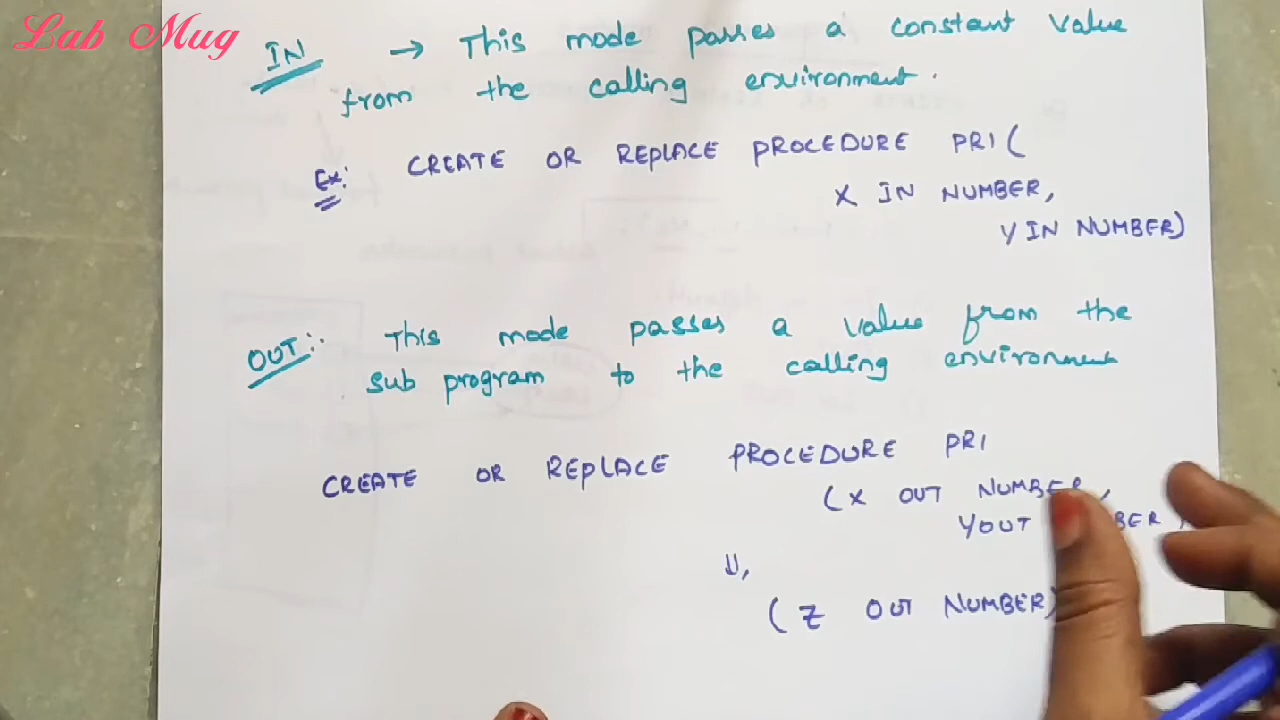 Lab Mug
IN → This mode passes a constant value
from the calling environment.
Ex: CREATE OR REPLACE PROCEDURE PR1(
X IN NUMBER,
Y IN NUMBER)
OUT:- This mode passes a value from the
sub program to the calling environment
CREATE OR REPLACE PROCEDURE PR1
(X OUT NUMBER,
Y OUT
(Z OUT NUMBER)